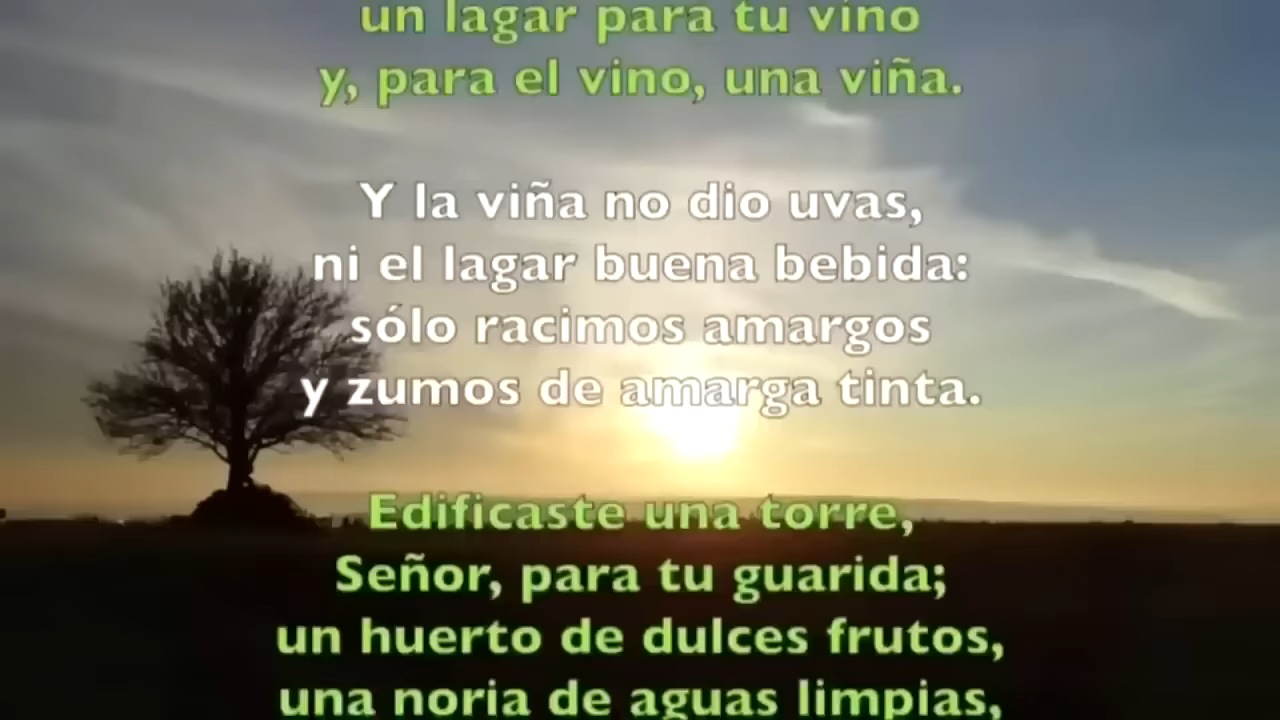 un lagar para tu vino
y, para el vino, una viña.
Y la viña no dio uvas,
ni el lagar buena bebida:
sólo racimos amargos
y zumos de amarga tinta.
Edificaste una torre,
Señor, para tu guarida;
un huerto de dulces frutos,
una noria de aguas limpias,